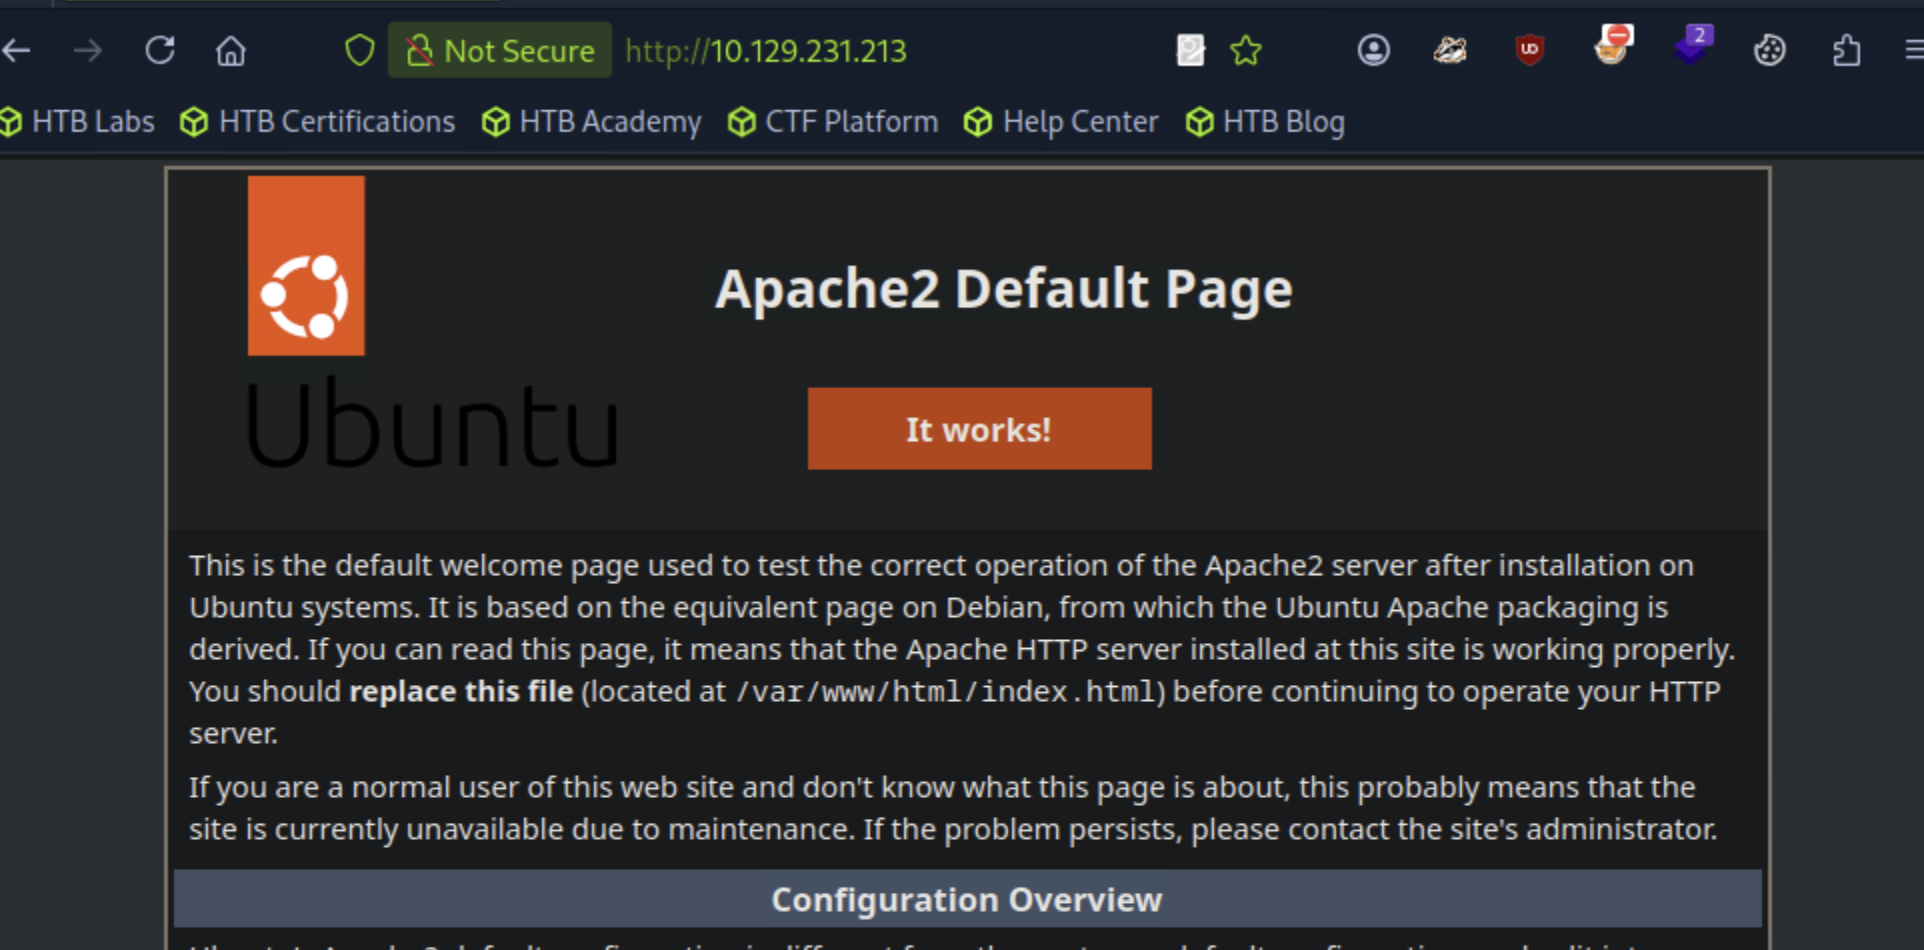 Not Secure http://10.129.231.213 2
HTB Labs HTB Certifications HTB Academy CTF Platform Help Center HTB Blog
Apache2 Default Page
Ubuntu
It works!
This is the default welcome page used to test the correct operation of the Apache2 server after installation on
Ubuntu systems. It is based on the equivalent page on Debian, from which the Ubuntu Apache packaging is
derived. If you can read this page, it means that the Apache HTTP server installed at this site is working properly.
You should replace this file (located at /var/www/html/index.html) before continuing to operate your HTTP
server.
If you are a normal user of this web site and don't know what this page is about, this probably means that the
site is currently unavailable due to maintenance. If the problem persists, please contact the site's administrator.
Configuration Overview